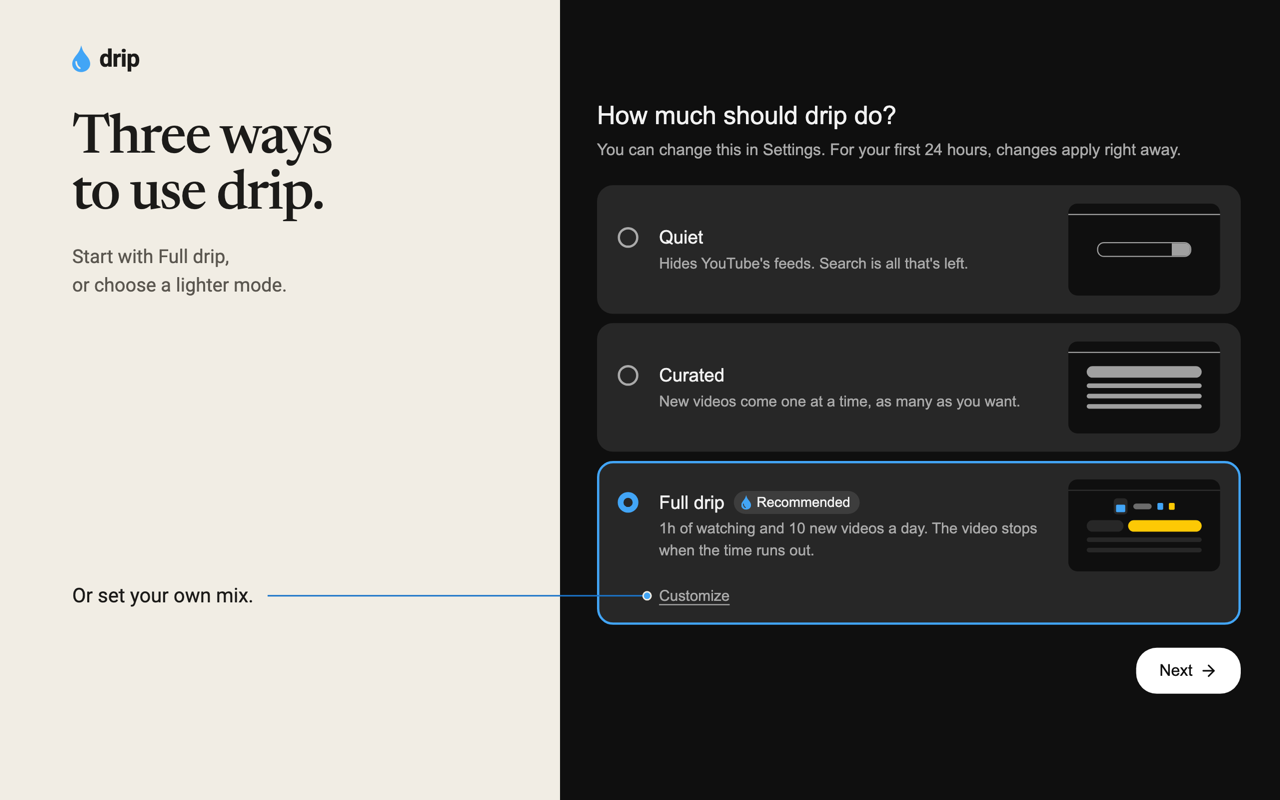 drip
Three ways
to use drip.
Start with Full drip,
or choose a lighter mode.
Or set your own mix.
How much should drip do?
You can change this in Settings. For your first 24 hours, changes apply right away.
Quiet
Hides YouTube's feeds. Search is all that's left.
Curated
New videos come one at a time, as many as you want.
Full drip Recommended
1h of watching and 10 new videos a day. The video stops
when the time runs out.
Customize
Next →